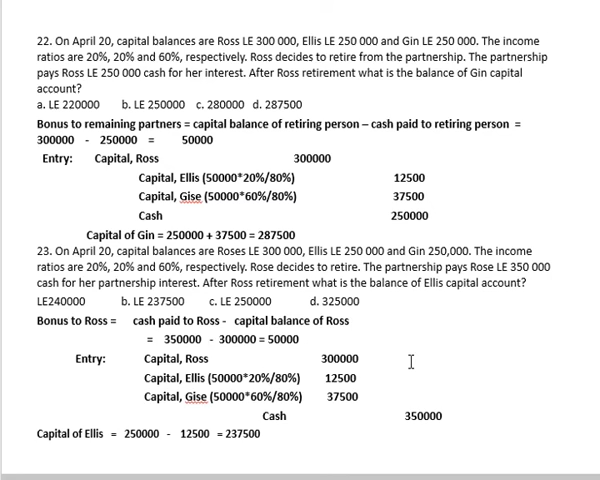 22. On April 20, capital balances are Ross LE 300 000, Ellis LE 250 000 and Gin LE 250 000. The income
ratios are 20%, 20% and 60%, respectively. Ross decides to retire from the partnership. The partnership
pays Ross LE 250 000 cash for her interest. After Ross retirement what is the balance of Gin capital
account?
a. LE 220000 b. LE 250000 c. 280000 d. 287500
Bonus to remaining partners = capital balance of retiring person – cash paid to retiring person =
300000 - 250000 = 50000
Entry: Capital, Ross 300000
Capital, Ellis (50000*20%/80%) 12500
Capital, Gise (50000*60%/80%) 37500
Cash 250000
Capital of Gin = 250000 + 37500 = 287500
23. On April 20, capital balances are Roses LE 300 000, Ellis LE 250 000 and Gin 250,000. The income
ratios are 20%, 20% and 60%, respectively. Rose decides to retire. The partnership pays Rose LE 350 000
cash for her partnership interest. After Ross retirement what is the balance of Ellis capital account?
LE240000 b. LE 237500 c. LE 250000 d. 325000
Bonus to Ross = cash paid to Ross - capital balance of Ross
= 350000 - 300000 = 50000
Entry: Capital, Ross 300000
Capital, Ellis (50000*20%/80%) 12500
Capital, Gise (50000*60%/80%) 37500
Cash 350000
Capital of Ellis = 250000 - 12500 = 237500